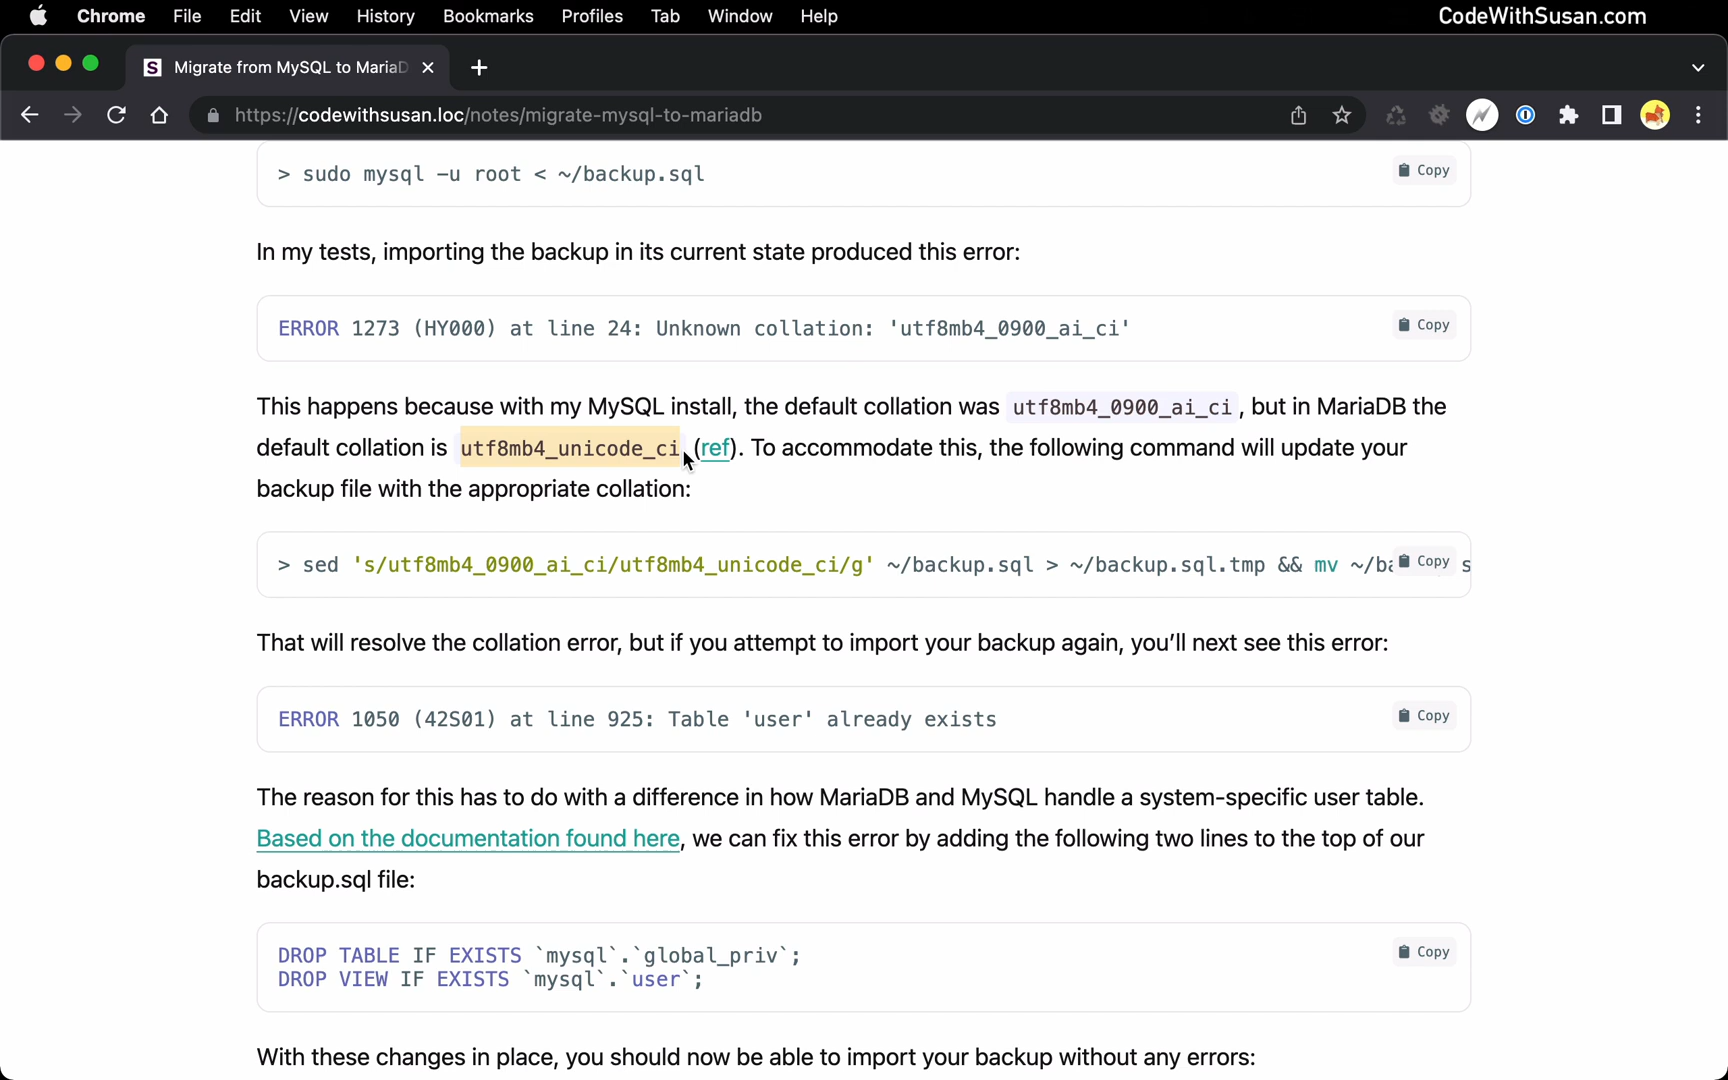 Chrome File Edit View History Bookmarks Profiles Tab Window Help CodeWithSusan.com
S Migrate from MySQL to MariaD
https://codewithsusan.loc/notes/migrate-mysql-to-mariadb
> sudo mysql -u root < ~/backup.sql Copy
In my tests, importing the backup in its current state produced this error:
ERROR 1273 (HY000) at line 24: Unknown collation: 'utf8mb4_0900_ai_ci' Copy
This happens because with my MySQL install, the default collation was utf8mb4_0900_ai_ci, but in MariaDB the
default collation is utf8mb4_unicode_ci (ref). To accommodate this, the following command will update your
backup file with the appropriate collation:
> sed 's/utf8mb4_0900_ai_ci/utf8mb4_unicode_ci/g' ~/backup.sql > ~/backup.sql.tmp && mv ~/ba Copy s
That will resolve the collation error, but if you attempt to import your backup again, you’ll next see this error:
ERROR 1050 (42S01) at line 925: Table 'user' already exists Copy
The reason for this has to do with a difference in how MariaDB and MySQL handle a system-specific user table.
Based on the documentation found here, we can fix this error by adding the following two lines to the top of our
backup.sql file:
DROP TABLE IF EXISTS `mysql`.`global_priv`; Copy
DROP VIEW IF EXISTS `mysql`.`user`;
With these changes in place, you should now be able to import your backup without any errors: